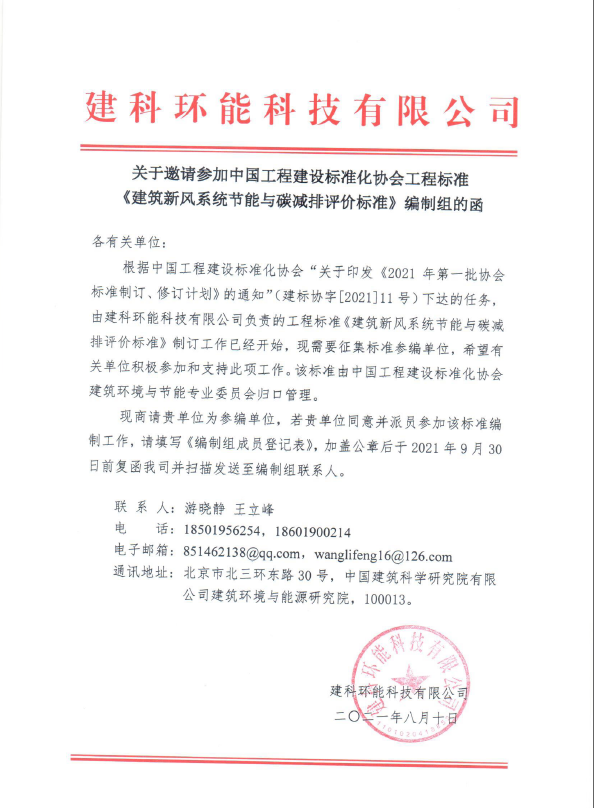 建科环能科技有限公司
关于邀请参加中国工程建设标准化协会工程标准
《建筑新风系统节能与碳减排评价标准》编制组的函
各有关单位：
根据中国工程建设标准化协会“关于印发《2021 年第一批协会
标准制订、修订计划》的通知”（建标协字[2021]11 号）下达的任务，
由建科环能科技有限公司负责的工程标准《建筑新风系统节能与碳减
排评价标准》制订工作已经开始，现需要征集标准参编单位，希望有
关单位积极参加和支持此项工作。该标准由中国工程建设标准化协会
建筑环境与节能专业委员会归口管理。
现商请贵单位为参编单位，若贵单位同意并派员参加该标准编
制工作，请填写《编制组成员登记表》，加盖公章后于 2021 年 9 月 30
日前复函我司并扫描发送至编制组联系人。
联 系 人：游晓静 王立峰
电 话：18501956254，18601900214
电子邮箱：851462138@qq.com，wanglifeng16@126.com
通讯地址：北京市北三环东路 30 号，中国建筑科学研究院有限
公司建筑环境与能源研究院，100013。
建科环能科技有限公司
建科环能科技有限公司
二〇二一年八月十日